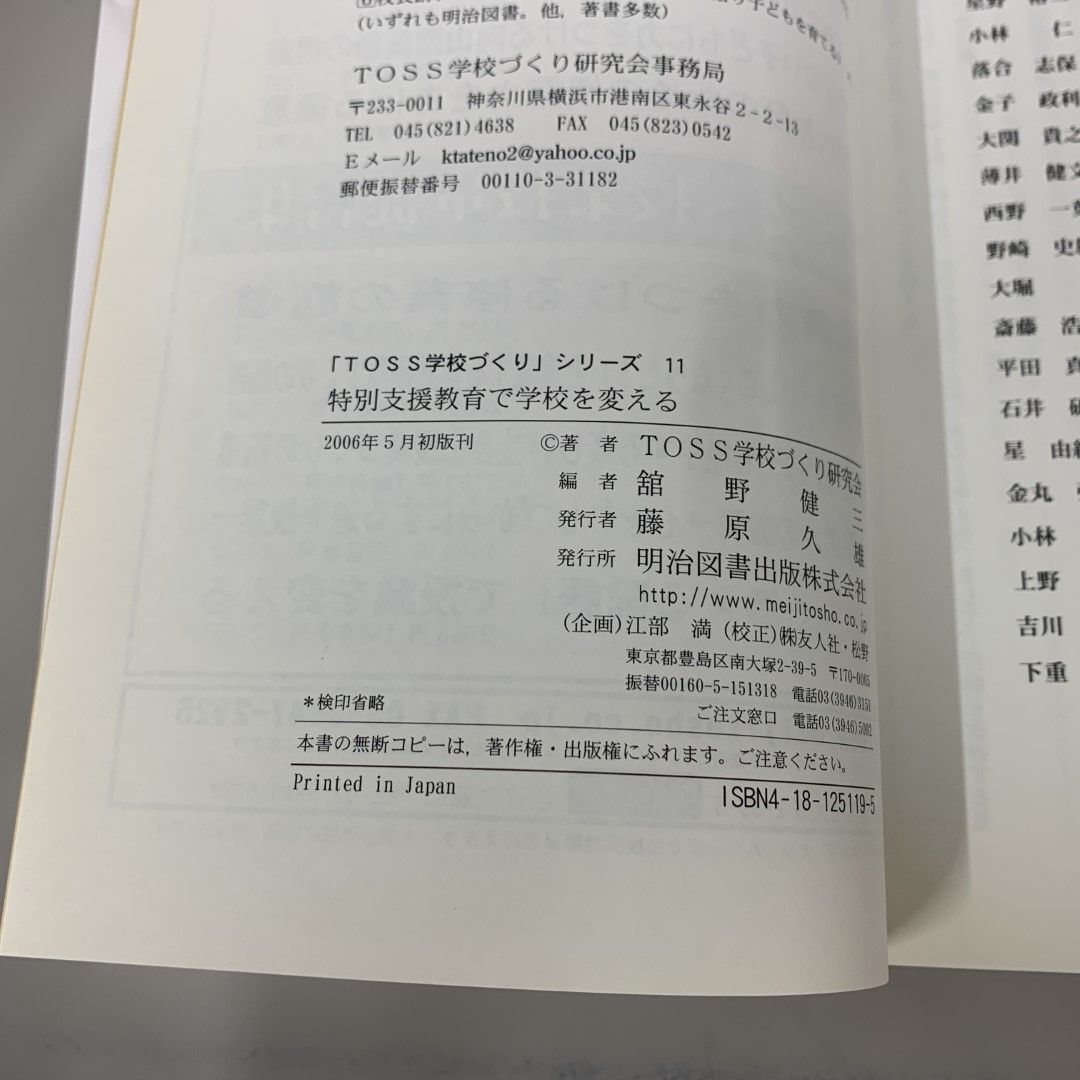 (いずれも明治図書。他，著書多数)
TOSS学校づくり研究会事務局
〒233-0011　神奈川県横浜市港南区東永谷2-2-13
TEL　045(821)4638　　FAX　045(823)0542
Eメール　ktateno2@yahoo.co.jp
郵便振替番号　00110-3-31182
「TOSS学校づくり」シリーズ　11
特別支援教育で学校を変える
2006年5月初版刊　©著　者　TOSS学校づくり研究会
編　者　舘　野　健　三
発行者　藤　原　久　雄
発行所　明治図書出版株式会社
http://www.meijitosho.co.jp
(企画)江部　満 (校正)㈱友人社・松野
東京都豊島区南大塚2-39-5　〒170-0005
振替00160-5-151318　電話03(3946)3151
ご注文窓口　電話03(3946)5092
＊検印省略
本書の無断コピーは，著作権・出版権にふれます。ご注意ください。
Printed in Japan　ISBN4-18-125119-5
小林　仁
落合　志保
金子　政利
大関　貴之
薄井　健文
西野　一
野崎　史
大堀
斎藤　浩
平田　真
石井　研
星　由
金丸
小林
上野
吉川
下重